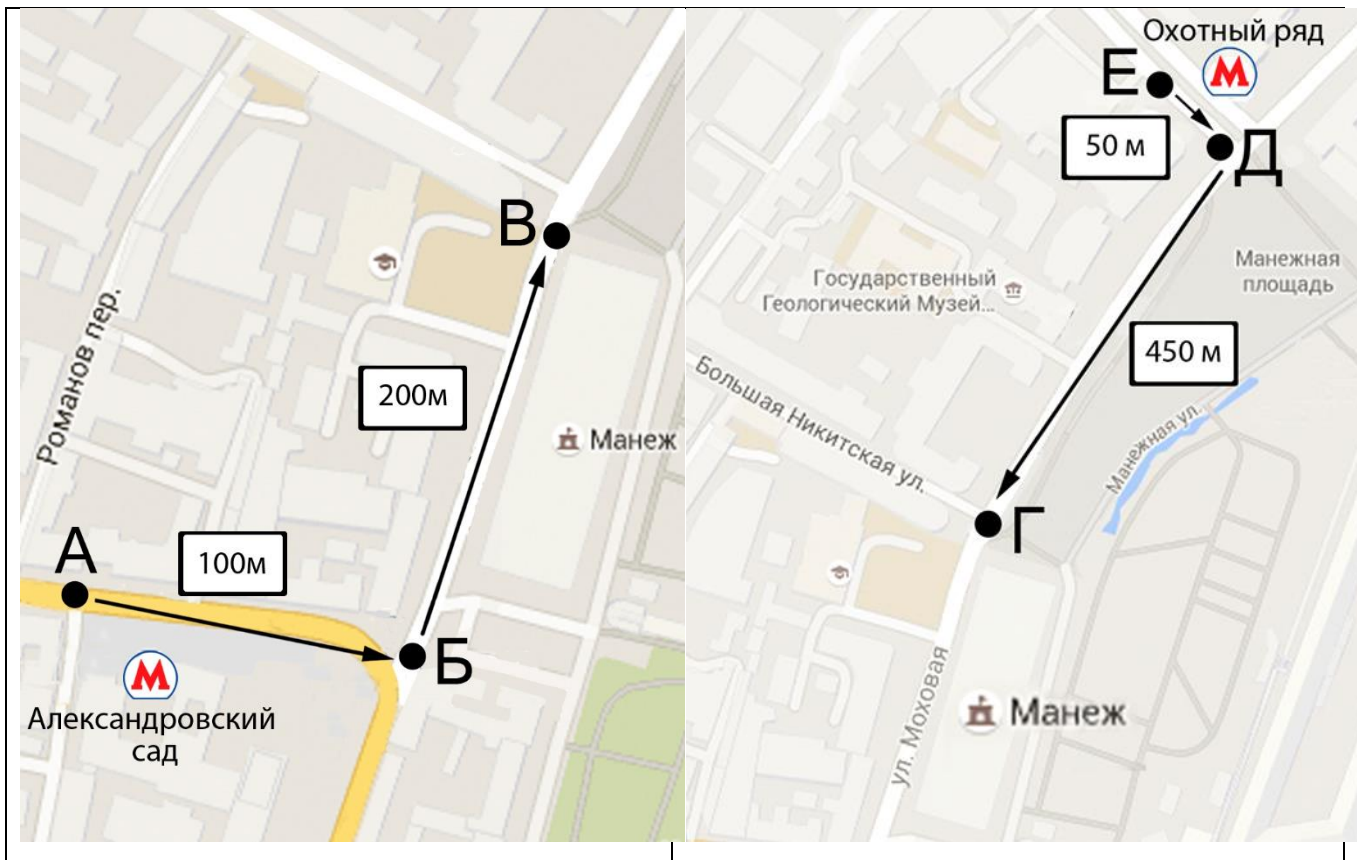 Романов пер.
В
200м
Манеж
А
100м
Б
М
Александровский
сад
Охотный ряд
Е
М
50 м
Д
Манежная
площадь
Государственный
Геологический Музей...
450 м
Большая Никитская ул.
Манежная ул.
Г
ул. Моховая
Манеж